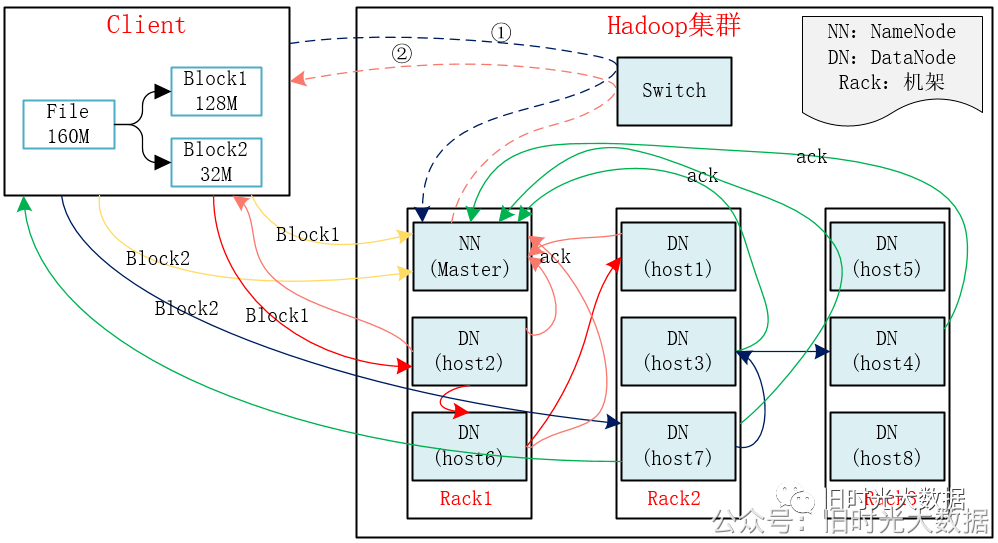 Client
File
160M
Block1
128M
Block2
32M
①
②
Hadoop集群
Switch
NN：NameNode
DN：DataNode
Rack：机架
ack
ack
ack
Block1
Block2
Block2
Block1
NN
(Master)
DN
(host2)
DN
(host6)
Rack1
DN
(host1)
DN
(host3)
DN
(host7)
Rack2
DN
(host5)
DN
(host4)
DN
(host8)
Rack3
旧时光大数据
公众号：旧时光大数据